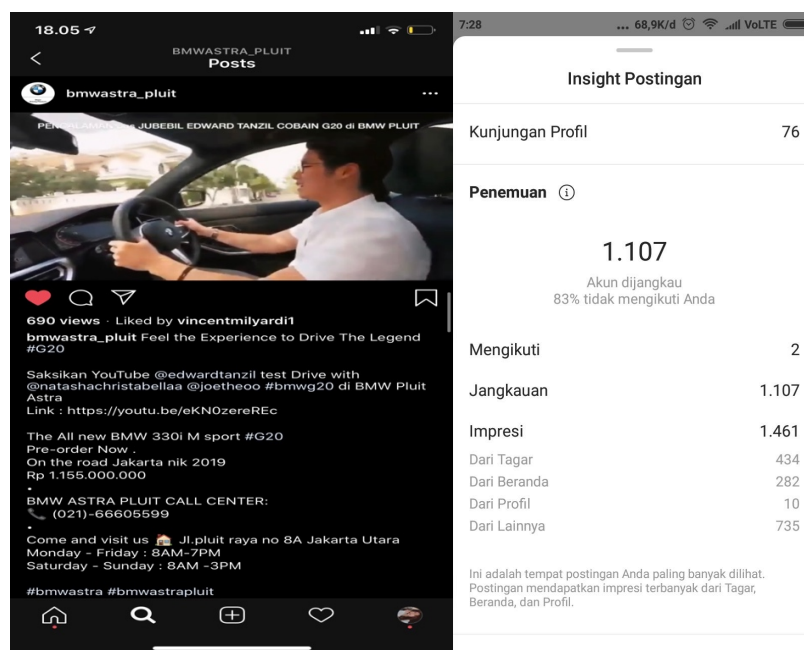 18.05
BMWASTRA_PLUIT
Posts
bmwastra_pluit
JUBEBIL EDWARD TANZIL COBAIN G20 di BMW PLUIT
690 views · Liked by vincentmilyardi1
bmwastra_pluit Feel the Experience to Drive The Legend
#G20
Saksikan YouTube @edwardtanzil test Drive with
@natashachristabellaa @joetheoo #bmwg20 di BMW Pluit
Astra
Link : https://youtu.be/eKN0zereREc
The All new BMW 330i M sport #G20
Pre-order Now .
On the road Jakarta nik 2019
Rp 1.155.000.000
•
BMW ASTRA PLUIT CALL CENTER:
📞 (021)-66605599
•
Come and visit us 🏠 Jl.pluit raya no 8A Jakarta Utara
Monday - Friday : 8AM-7PM
Saturday - Sunday : 8AM -3PM
#bmwastra #bmwastrapluit
7:28 ... 68,9K/d VoLTE
Insight Postingan
Kunjungan Profil 76
Penemuan
1.107
Akun dijangkau
83% tidak mengikuti Anda
Mengikuti 2
Jangkauan 1.107
Impresi 1.461
Dari Tagar 434
Dari Beranda 282
Dari Profil 10
Dari Lainnya 735
Ini adalah tempat postingan Anda paling banyak dilihat.
Postingan mendapatkan impresi terbanyak dari Tagar,
Beranda, dan Profil.